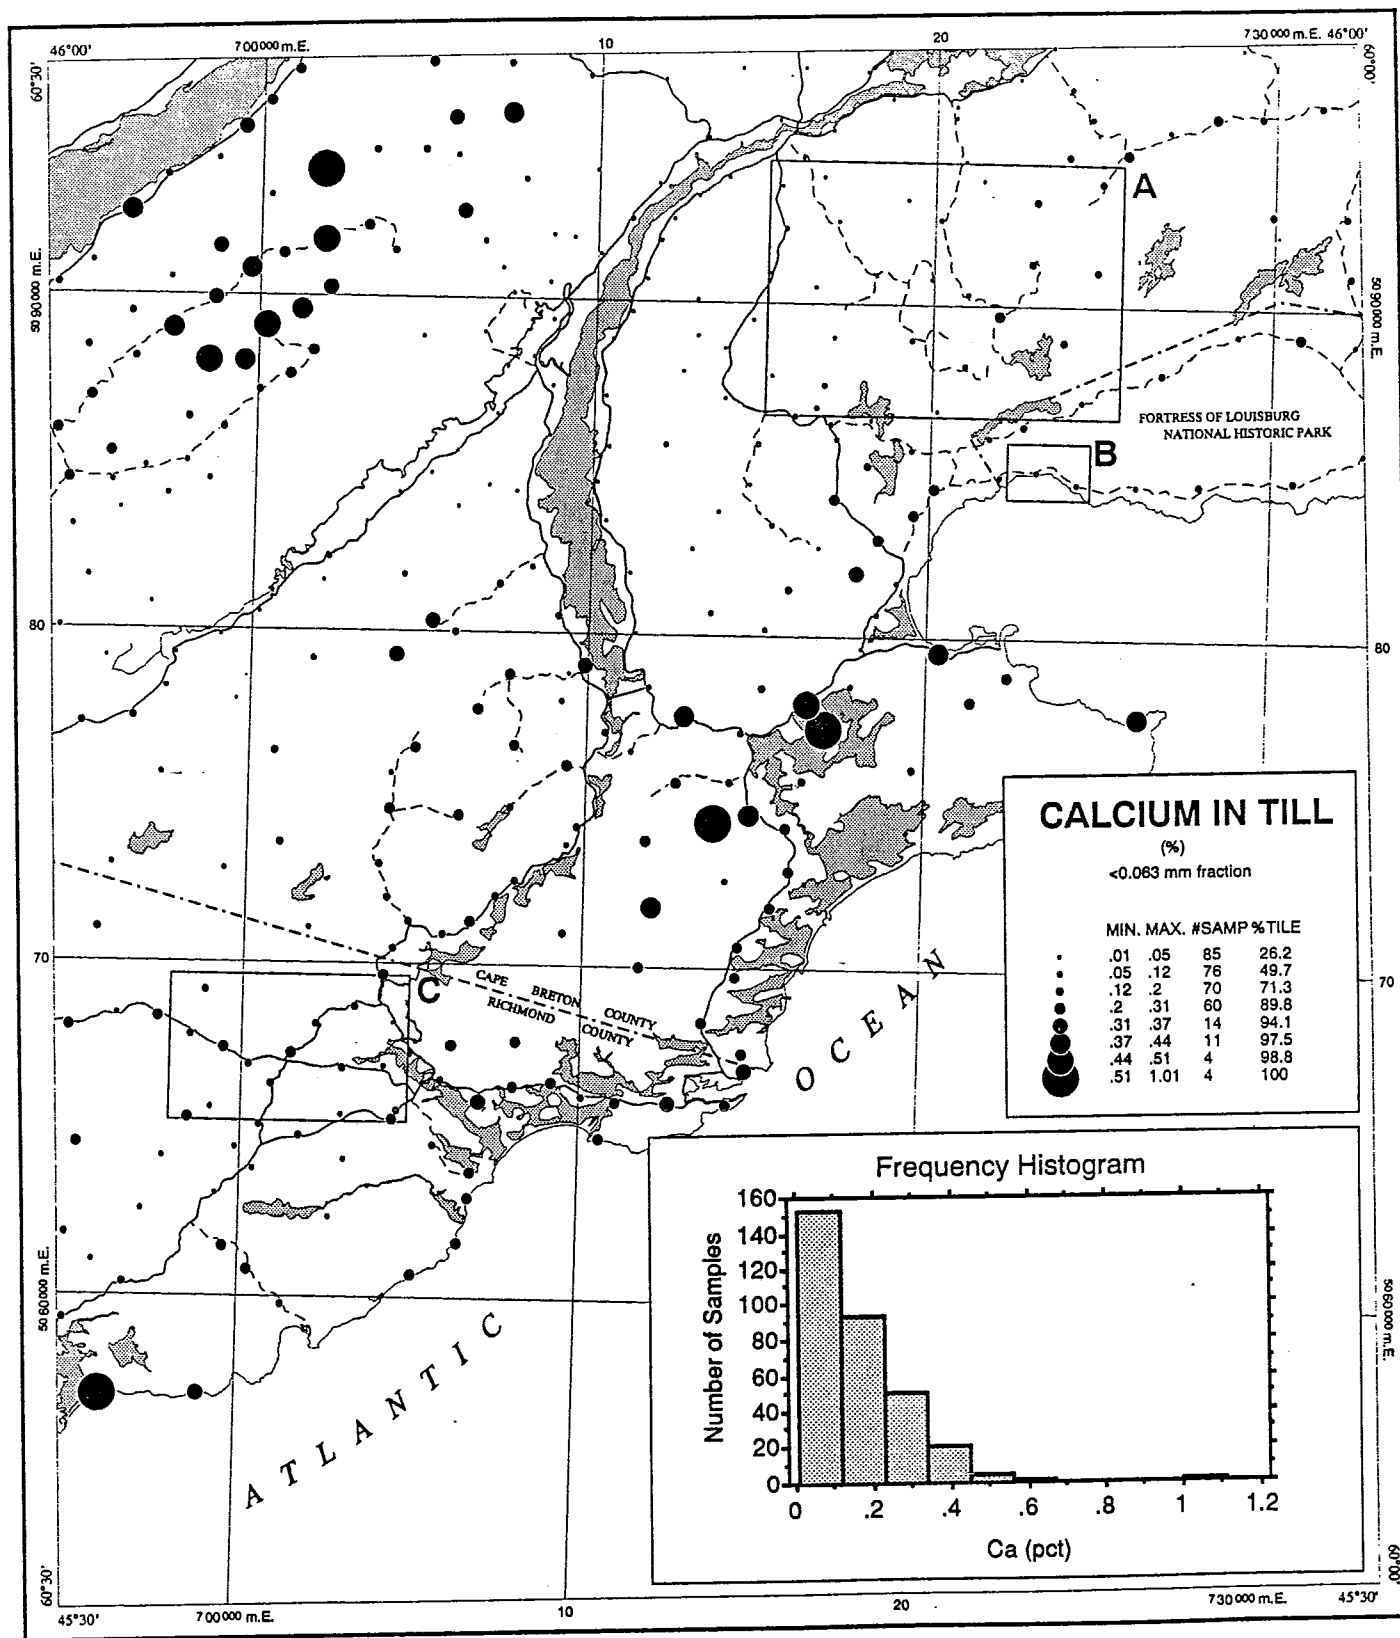 46°00'
700000 m.E.
10
20
730000 m.E. 46°00'
60°30'
60°00'
A
5090000 m.E.
5090000 m.E
FORTRESS OF LOUISBURG
NATIONAL HISTORIC PARK
B
80
80
CALCIUM IN TILL
(%)
<0.063 mm fraction
MIN. MAX. #SAMP %TILE
.01 .05 85 26.2
.05 .12 76 49.7
.12 .2 70 71.3
.2 .31 60 89.8
.31 .37 14 94.1
.37 .44 11 97.5
.44 .51 4 98.8
.51 1.01 4 100
70
70
C
CAPE BRETON COUNTY
RICHMOND COUNTY
ATLANTIC OCEAN
5060000 m.E.
5060000 m.E.
Frequency Histogram
Number of Samples
160
140
120
100
80
60
40
20
0
0 .2 .4 .6 .8 1 1.2
Ca (pct)
60°30'
60°00'
45°30'
700000 m.E.
10
20
730000 m.E.
45°30'